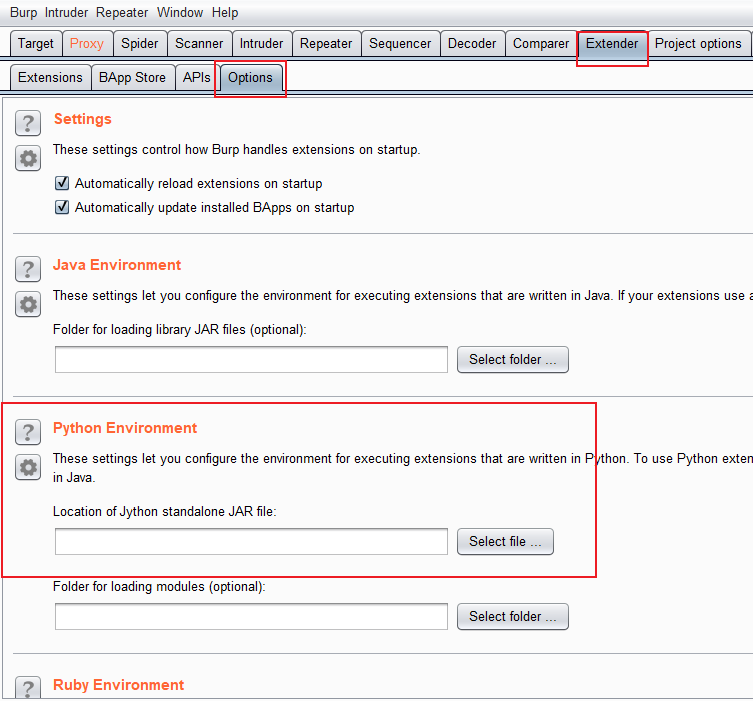 Burp Intruder Repeater Window Help
Target Proxy Spider Scanner Intruder Repeater Sequencer Decoder Comparer Extender Project options
Extensions BApp Store APIs Options
? Settings
These settings control how Burp handles extensions on startup.
Automatically reload extensions on startup
Automatically update installed BApps on startup
? Java Environment
These settings let you configure the environment for executing extensions that are written in Java. If your extensions use a
Folder for loading library JAR files (optional):
Select folder ...
? Python Environment
These settings let you configure the environment for executing extensions that are written in Python. To use Python exten
in Java.
Location of Jython standalone JAR file:
Select file ...
Folder for loading modules (optional):
Select folder ...
? Ruby Environment